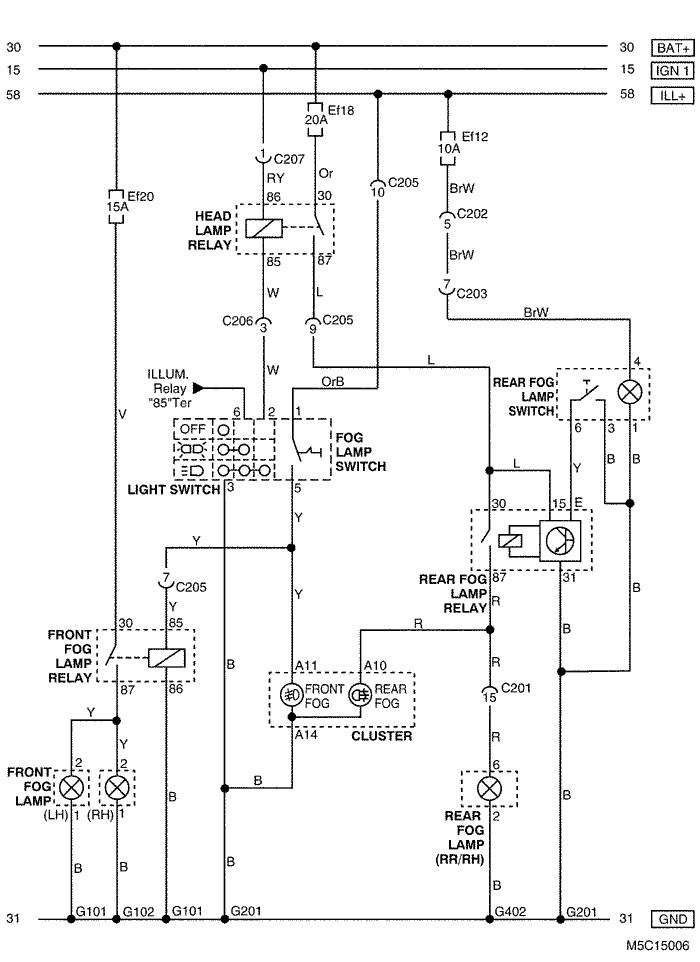 30 30 BAT+
15 15 IGN 1
58 58 ILL+
Ef18
20A
Ef12
10A
1 C207
RY
Or
C205
10
BrW
Ef20
15A
86 30
HEAD
LAMP
RELAY
C202
5
BrW
85 87
7
C203
W L
BrW
C206
3
C205
9
L
4
W
ILLUM.
Relay
"85"Ter
OrB
REAR FOG
LAMP
SWITCH
V
6 2 1
OFF
FOG
LAMP
SWITCH
6 3 1
LIGHT SWITCH
3 5
Y B B
L
Y
30 15 E
Y
7
C205
Y
Y
REAR FOG
LAMP
RELAY
87 31
R
B
B
30 85
FRONT
FOG
LAMP
RELAY
87 86
B
R
R
A11 A10
FRONT
FOG
REAR
FOG
A14
CLUSTER
C201
15
Y
Y
R
2 2
FRONT
FOG
LAMP
(LH) 1 (RH) 1
B
B
B
6
REAR
FOG
LAMP
(RR/RH)
2
B B B B
31 G101 G102 G101 G201 G402 G201 31 GND
M5C15006